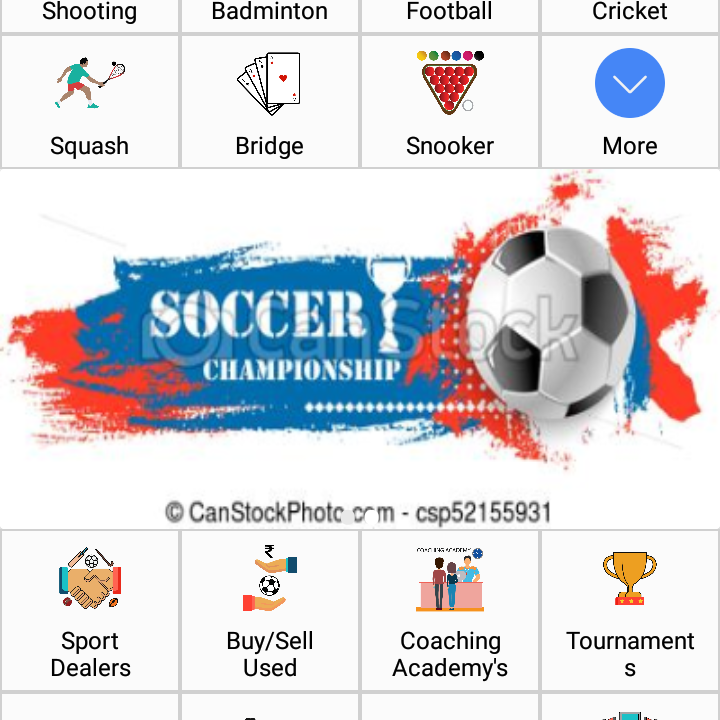 Shooting Badminton Football Cricket
Squash Bridge Snooker More
SOCCER
CHAMPIONSHIP
CanStock
© CanStockPhoto.com - csp52155931
COACHING ACADEMY
₹
Sport Buy/Sell Coaching Tournament
Dealers Used Academy's s